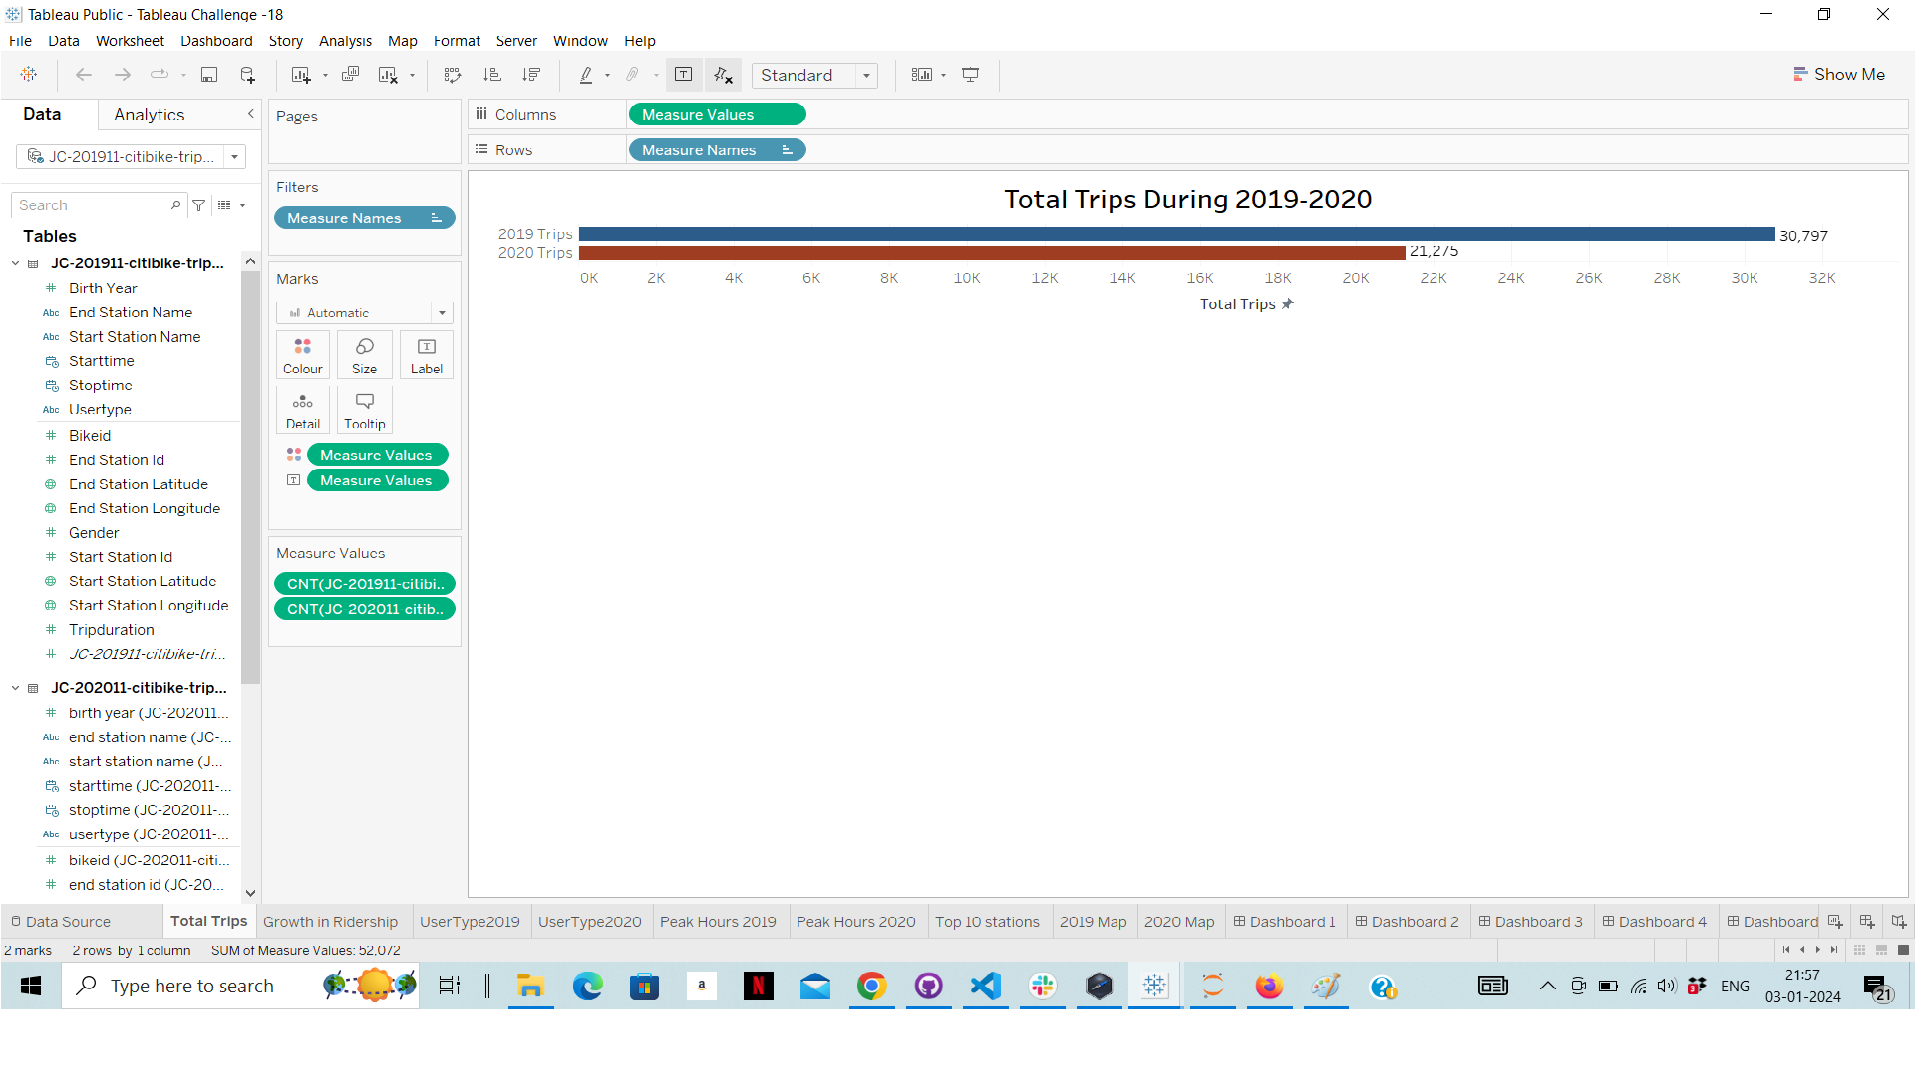 Tableau Public - Tableau Challenge -18
File Data Worksheet Dashboard Story Analysis Map Format Server Window Help
Standard
Show Me
Data Analytics
JC-201911-citibike-trip...
Search
Tables
JC-201911-citibike-trip...
Birth Year
Abc End Station Name
Abc Start Station Name
Starttime
Stoptime
Abc Usertype
Bikeid
End Station Id
End Station Latitude
End Station Longitude
Gender
Start Station Id
Start Station Latitude
Start Station Longitude
Tripduration
JC-201911-citibike-tri...
JC-202011-citibike-trip...
birth year (JC-202011...
Abc end station name (JC-...
Abc start station name (J...
starttime (JC-202011-...
stoptime (JC-202011-...
Abc usertype (JC-202011-...
bikeid (JC-202011-citi...
end station id (JC-20...
Pages
Filters
Measure Names
Marks
Automatic
Colour Size Label
Detail Tooltip
Measure Values
Measure Values
Measure Values
CNT(JC-201911-citibi..
CNT(JC-202011-citib..
Columns Measure Values
Rows Measure Names
Total Trips During 2019-2020
2019 Trips 30,797
2020 Trips 21,275
0K 2K 4K 6K 8K 10K 12K 14K 16K 18K 20K 22K 24K 26K 28K 30K 32K
Total Trips
Data Source Total Trips Growth in Ridership UserType2019 UserType2020 Peak Hours 2019 Peak Hours 2020 Top 10 stations 2019 Map 2020 Map Dashboard 1 Dashboard 2 Dashboard 3 Dashboard 4 Dashboard
2 marks 2 rows by 1 column SUM of Measure Values: 52,072
Type here to search
a
N
3
ENG
21:57
03-01-2024
21